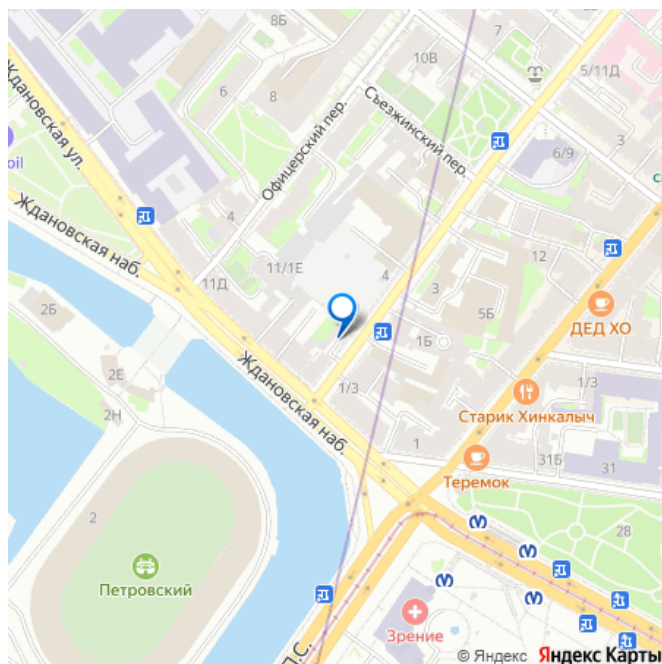 8Б
7
10В
5/11Д
6
8
Съезжинский пер.
3
6/9
Ждановская ул.
oil
Офицерский пер.
4
Ждановская наб.
11/1Е
11Д
4
3
12
5Б
ДЕД ХО
2Б
1Б
2Е
2Н
Ждановская наб.
1/3
1/3
Старик Хинкалыч
1
31Б
31
Теремок
2
28
Петровский
Зрение
П.С.
© Яндекс Яндекс Карты